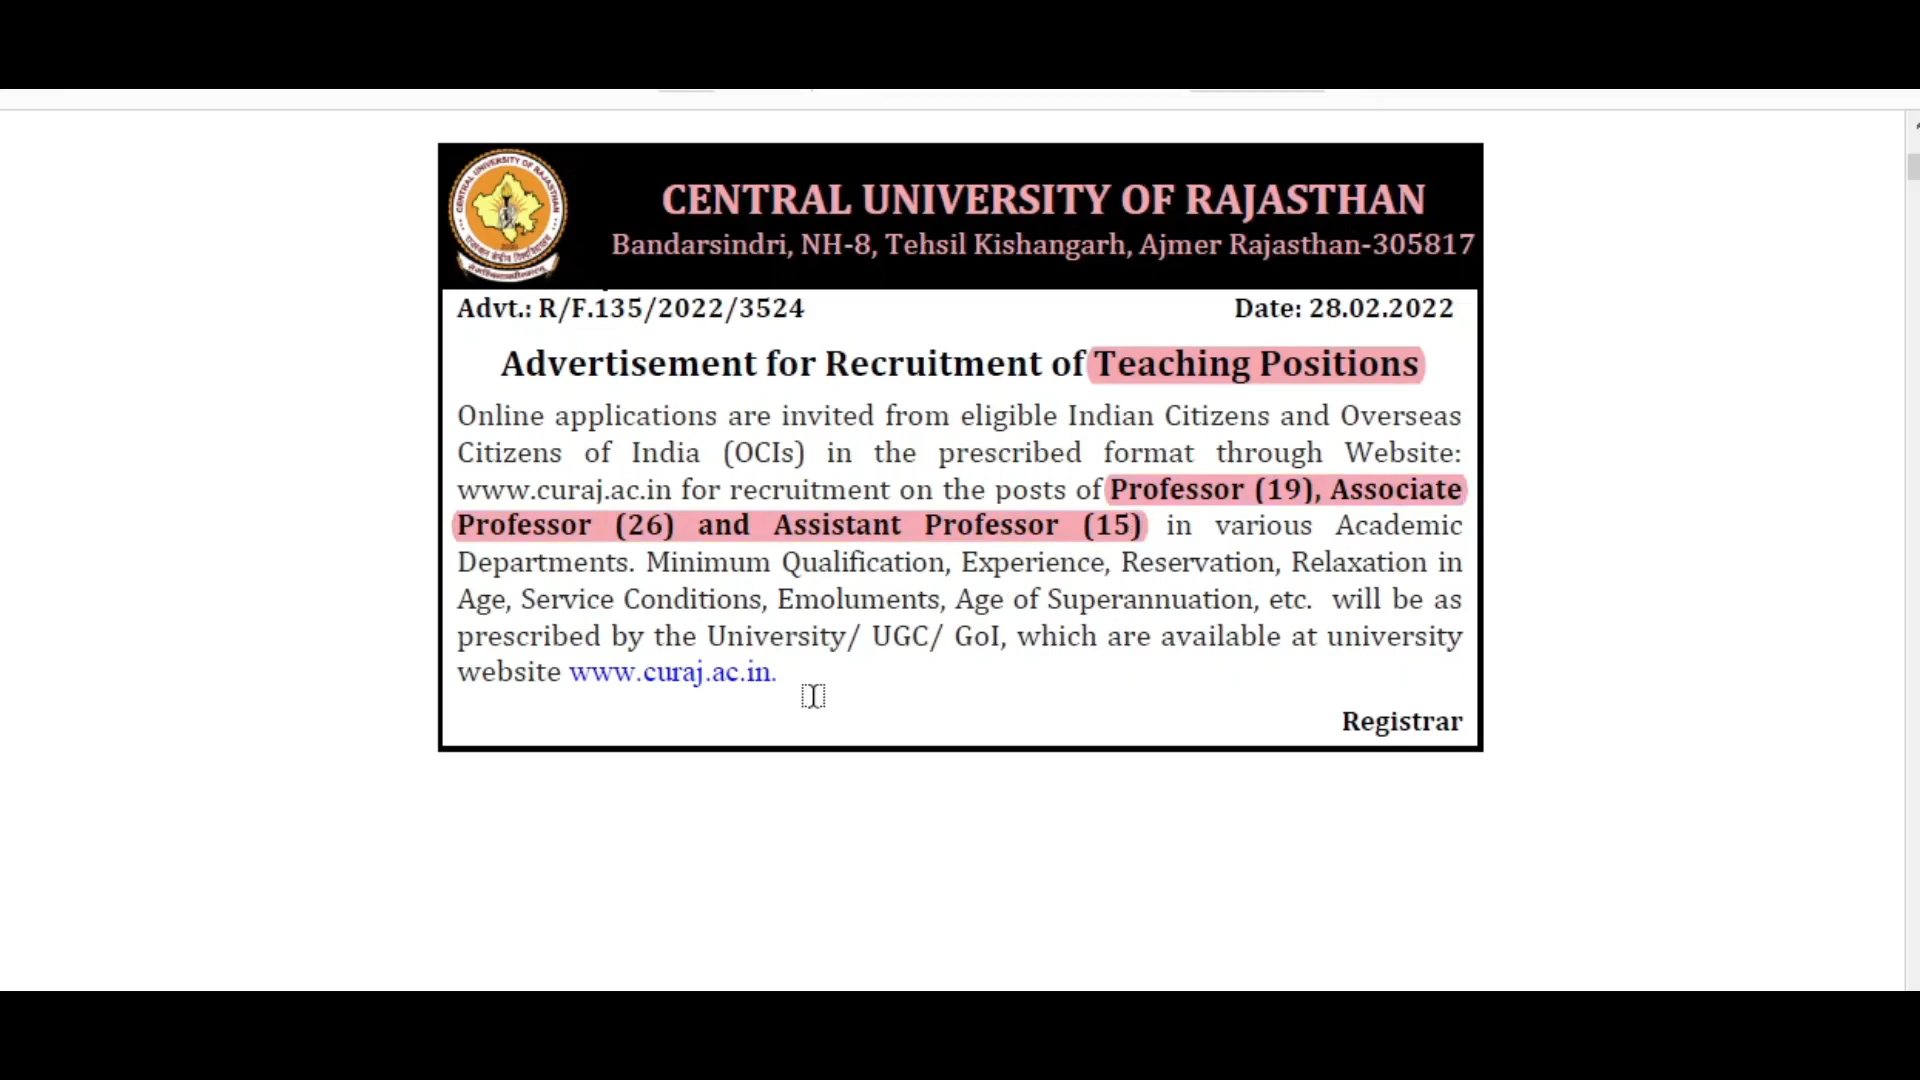 CENTRAL UNIVERSITY OF RAJASTHAN
CENTRAL UNIVERSITY OF RAJASTHAN
Bandarsindri, NH-8, Tehsil Kishangarh, Ajmer Rajasthan-305817
Advt.: R/F.135/2022/3524 Date: 28.02.2022
Advertisement for Recruitment of Teaching Positions
Online applications are invited from eligible Indian Citizens and Overseas
Citizens of India (OCIs) in the prescribed format through Website:
www.curaj.ac.in for recruitment on the posts of Professor (19), Associate
Professor (26) and Assistant Professor (15) in various Academic
Departments. Minimum Qualification, Experience, Reservation, Relaxation in
Age, Service Conditions, Emoluments, Age of Superannuation, etc. will be as
prescribed by the University/ UGC/ GoI, which are available at university
website www.curaj.ac.in.
Registrar